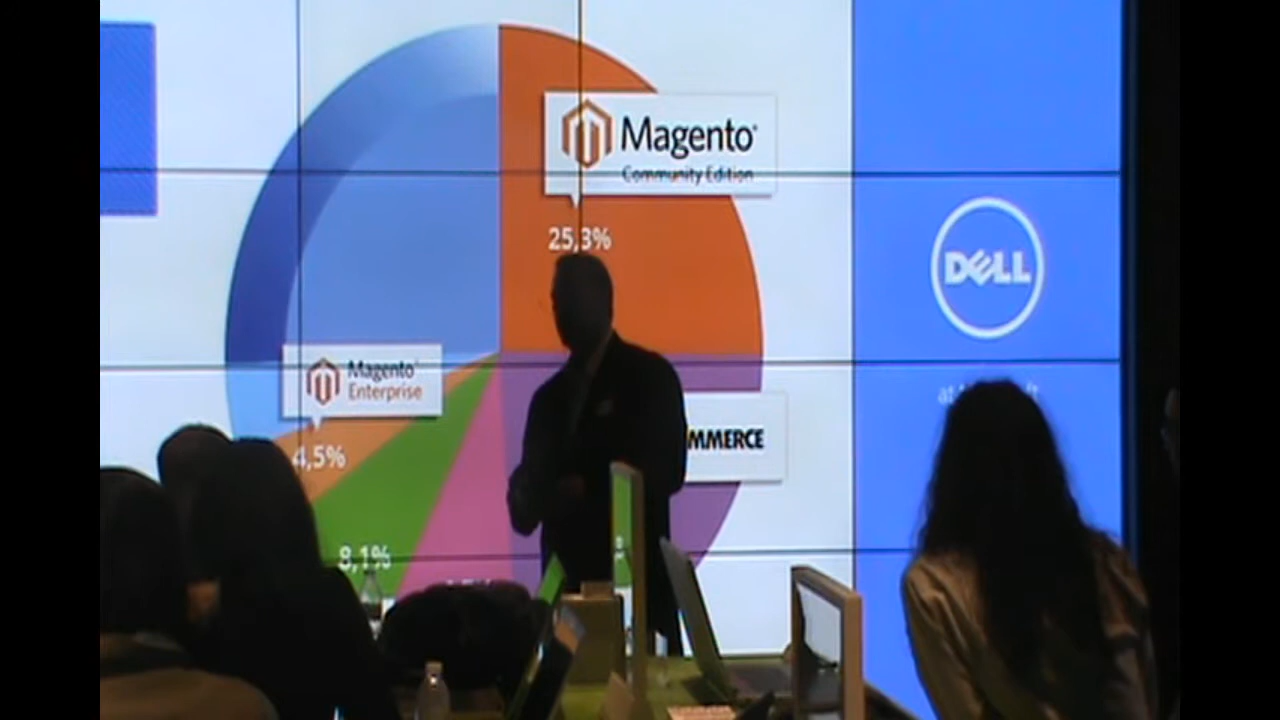 Magento®
Community Edition
25,3%
DELL
Magento®
Enterprise
MMERCE
4,5%
8,1%